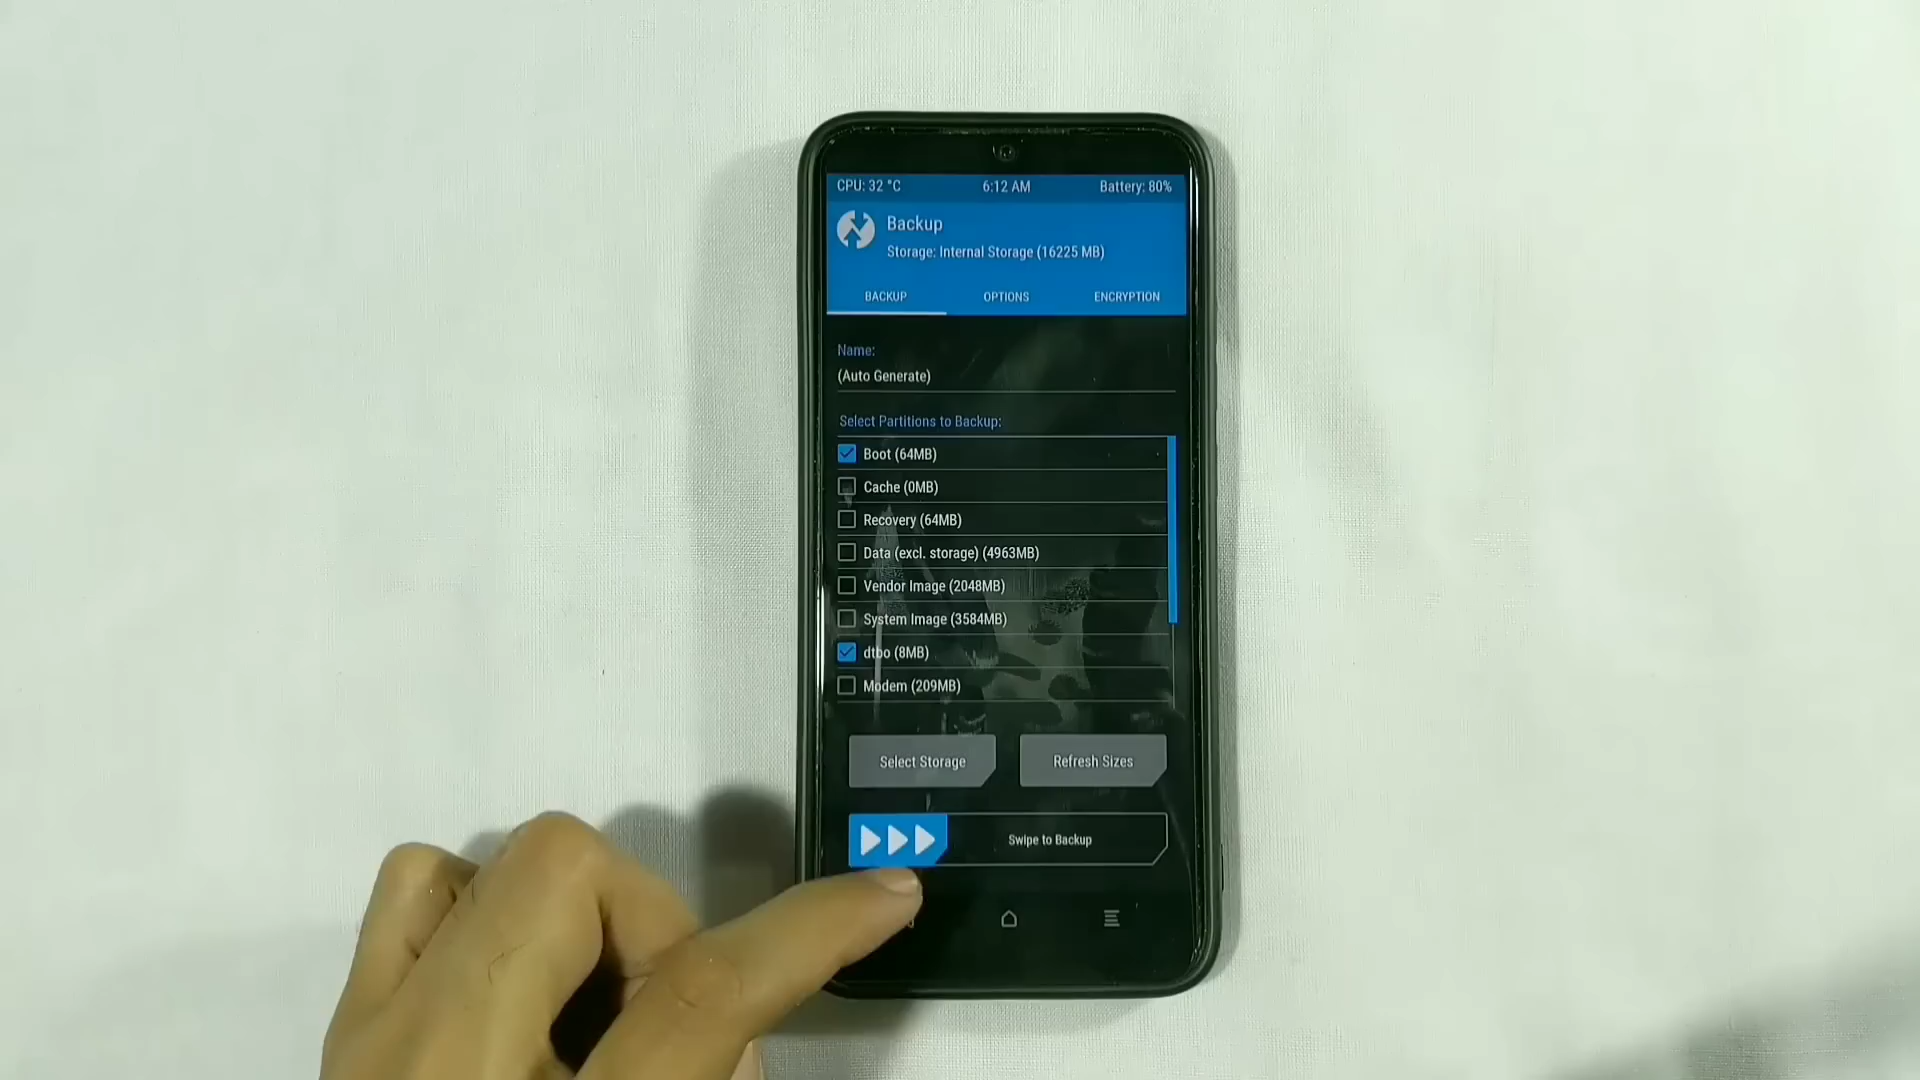 CPU: 32 °C 6:12 AM Battery: 80%
Backup
Storage: Internal Storage (16225 MB)
BACKUP OPTIONS ENCRYPTION
Name:
(Auto Generate)
Select Partitions to Backup:
Boot (64MB)
Cache (0MB)
Recovery (64MB)
Data (excl. storage) (4963MB)
Vendor Image (2048MB)
System Image (3584MB)
dtbo (8MB)
Modem (209MB)
Select Storage Refresh Sizes
Swipe to Backup